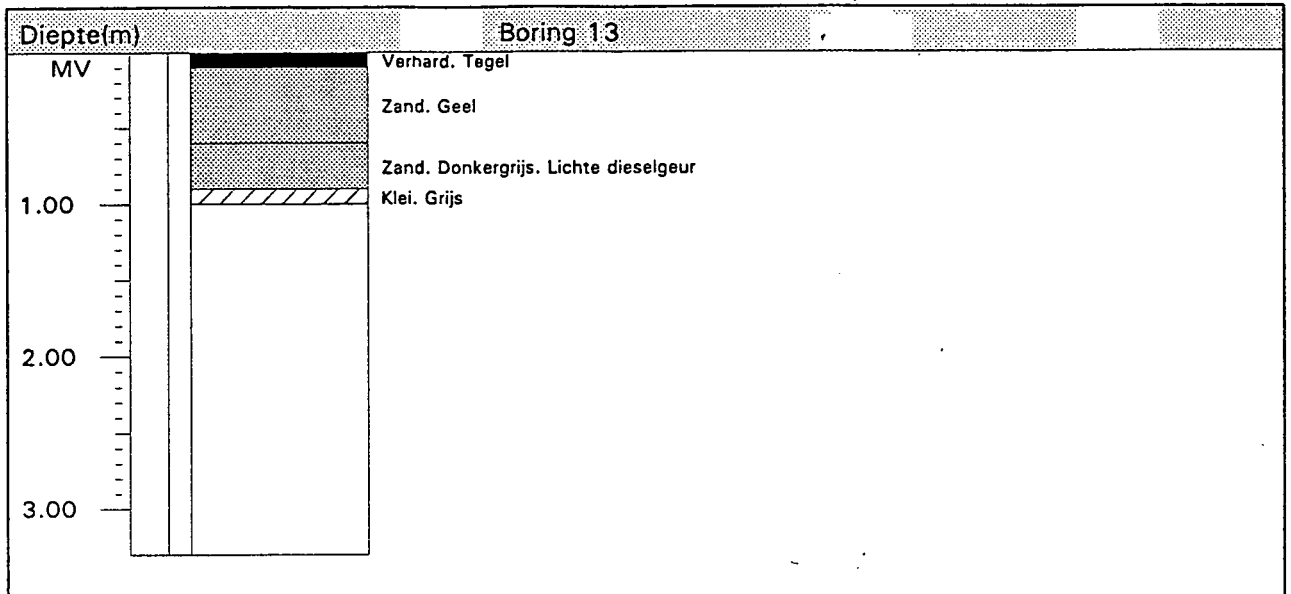 Diepte(m) Boring 13
MV Verhard. Tegel
Zand. Geel
Zand. Donkergrijs. Lichte dieselgeur
Klei. Grijs
1.00
2.00
3.00